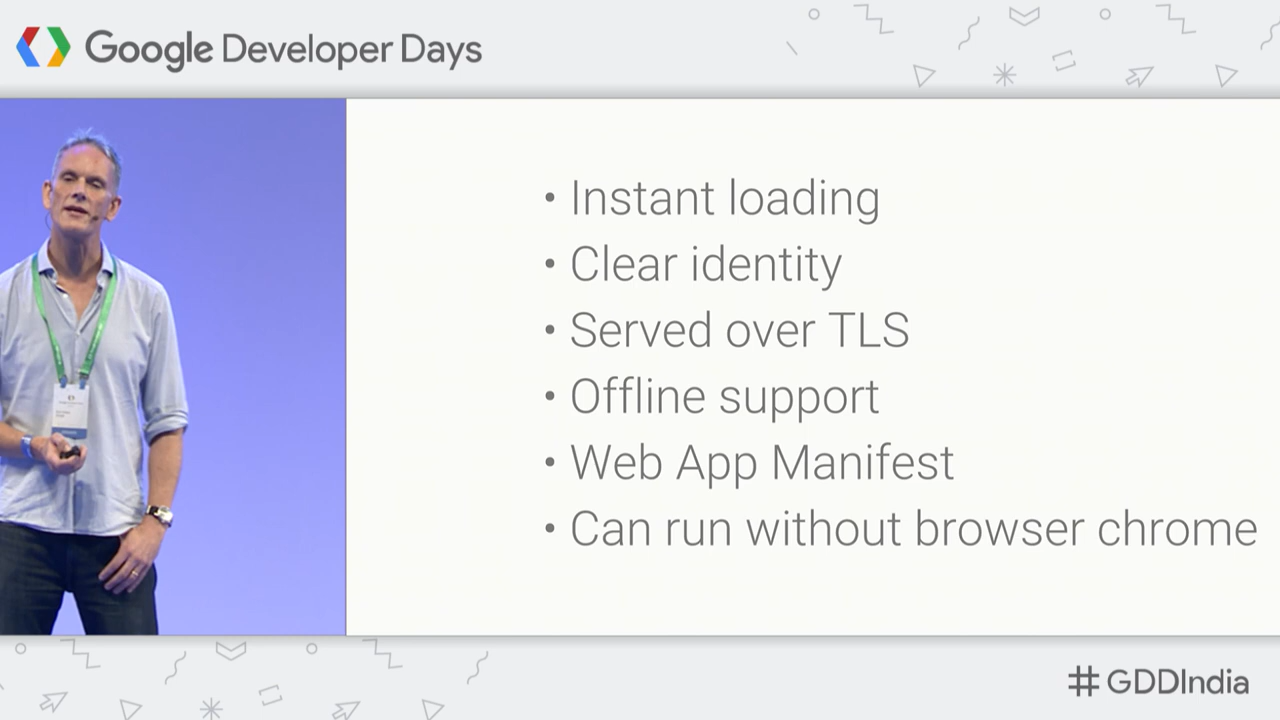 Google Developer Days
• Instant loading
• Clear identity
• Served over TLS
• Offline support
• Web App Manifest
• Can run without browser chrome
#GDDIndia